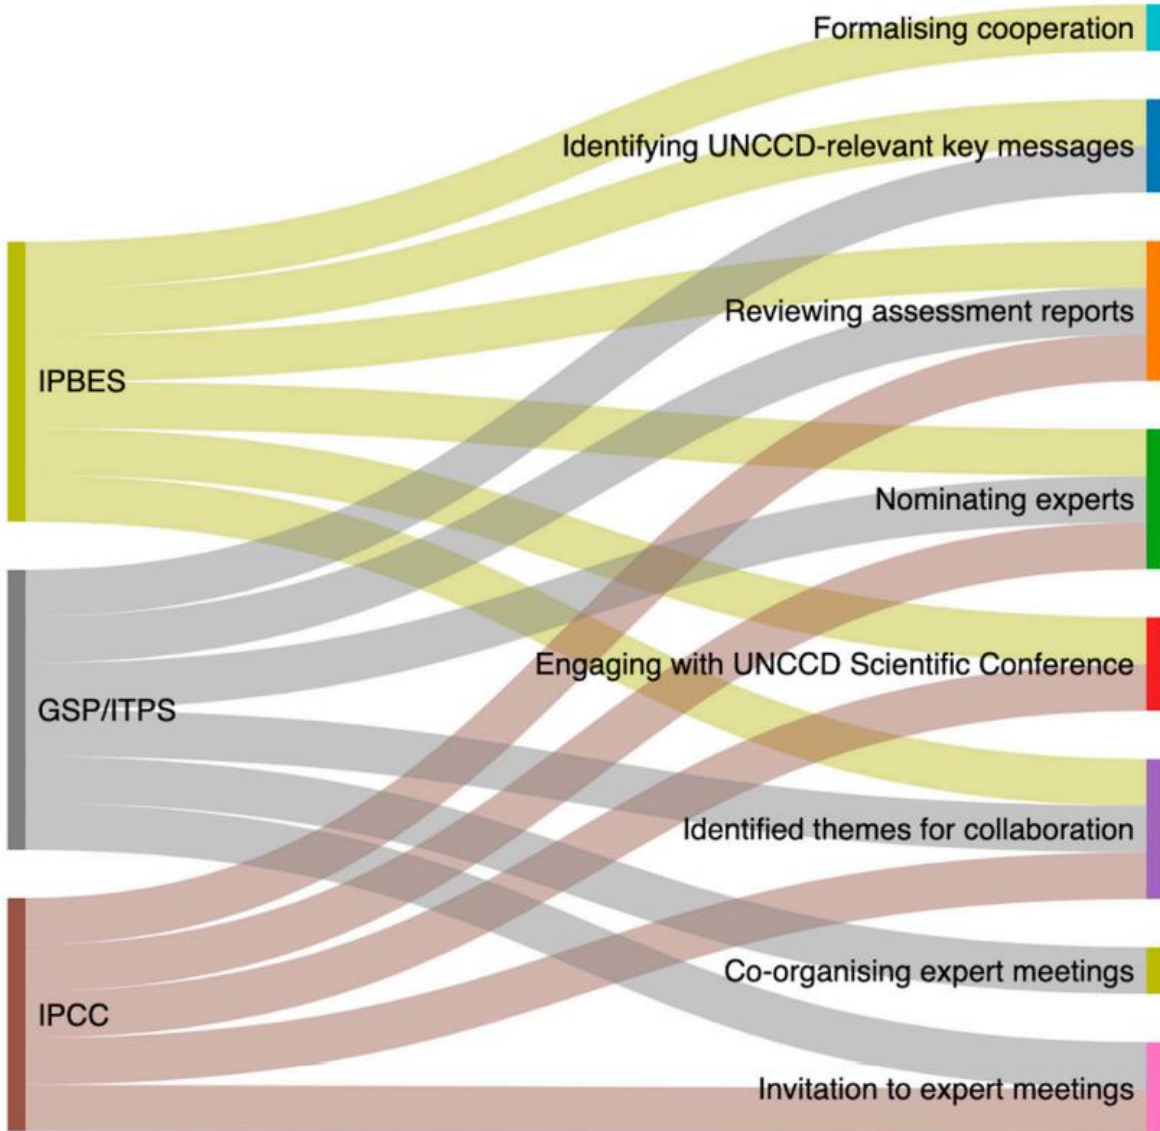 Formalising cooperation
Identifying UNCCD-relevant key messages
Reviewing assessment reports
IPBES
Nominating experts
Engaging with UNCCD Scientific Conference
GSP/ITPS
Identified themes for collaboration
Co-organising expert meetings
IPCC
Invitation to expert meetings